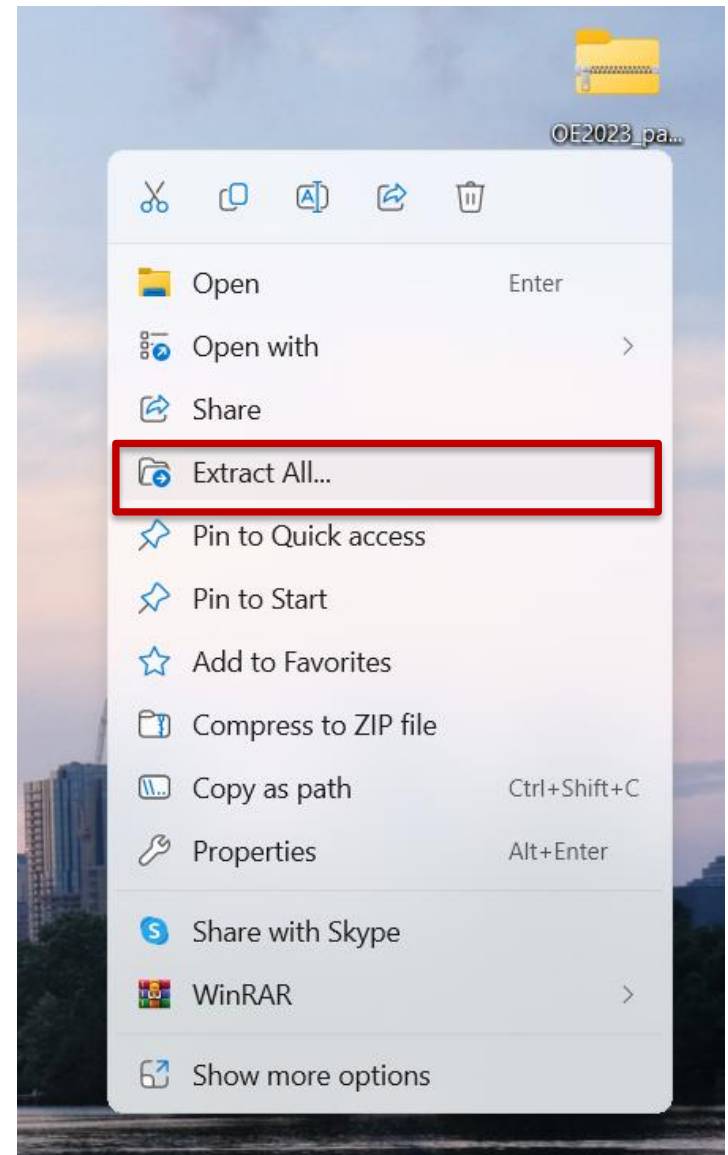 OE2023_pa...
Open Enter
Open with
Share
Extract All...
Pin to Quick access
Pin to Start
Add to Favorites
Compress to ZIP file
Copy as path Ctrl+Shift+C
Properties Alt+Enter
Share with Skype
WinRAR
Show more options